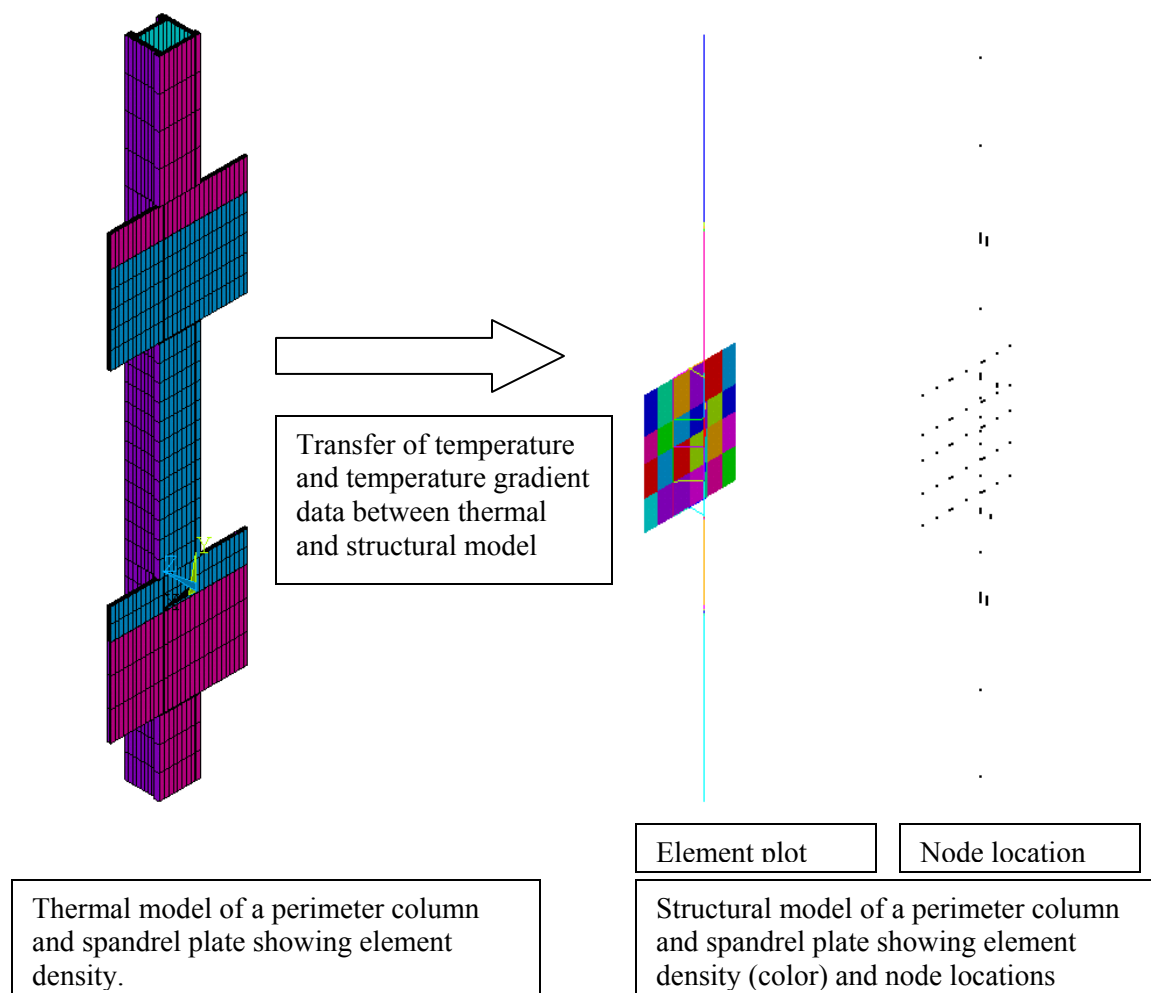 Transfer of temperature
and temperature gradient
data between thermal
and structural model
Y
Z
Element plot
Node location
Thermal model of a perimeter column
and spandrel plate showing element
density.
Structural model of a perimeter column
and spandrel plate showing element
density (color) and node locations